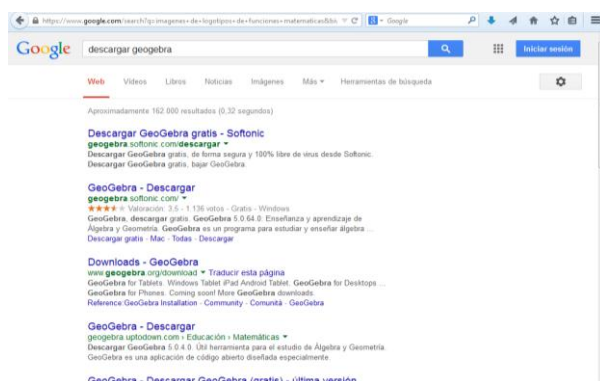 https://www.google.com/search?q=imagenes+de+logotipos+de+funciones+matematicas&bi
Google
Google descargar geogebra Iniciar sesión
Web Vídeos Libros Noticias Imágenes Más Herramientas de búsqueda
Aproximadamente 162 000 resultados (0,32 segundos)
Descargar GeoGebra gratis - Softonic
geogebra.softonic.com/descargar
Descargar GeoGebra gratis, de forma segura y 100% libre de virus desde Softonic.
Descargar GeoGebra gratis, bajar GeoGebra.
GeoGebra - Descargar
geogebra.softonic.com/
Valoración: 3,6 - 1.136 votos - Gratis - Windows
GeoGebra, descargar gratis. GeoGebra 5.0.64.0: Enseñanza y aprendizaje de
Álgebra y Geometría. GeoGebra es un programa para estudiar y enseñar álgebra ...
Descargar gratis - Mac - Todas - Descargar
Downloads - GeoGebra
www.geogebra.org/download Traducir esta página
GeoGebra for Tablets. Windows Tablet iPad Android Tablet. GeoGebra for Desktops ...
GeoGebra for Phones. Coming soon! More GeoGebra downloads.
Reference:GeoGebra Installation - Community - Comunità - GeoGebra
GeoGebra - Descargar
geogebra.uptodown.com › Educación › Matemáticas
Descargar GeoGebra 5.0.4.0. Útil herramienta para el estudio de Álgebra y Geometría.
GeoGebra es una aplicación de código abierto diseñada especialmente.
GeoGebra - Descargar GeoGebra (gratis) - última versión